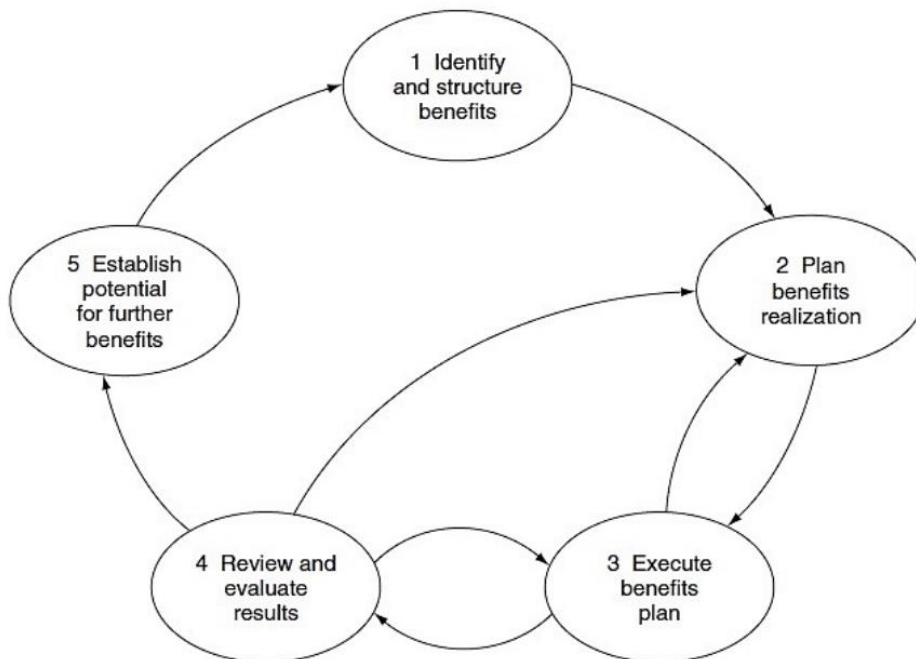 1 Identify
and structure
benefits
2 Plan
benefits
realization
3 Execute
benefits
plan
4 Review and
evaluate
results
5 Establish
potential
for further
benefits